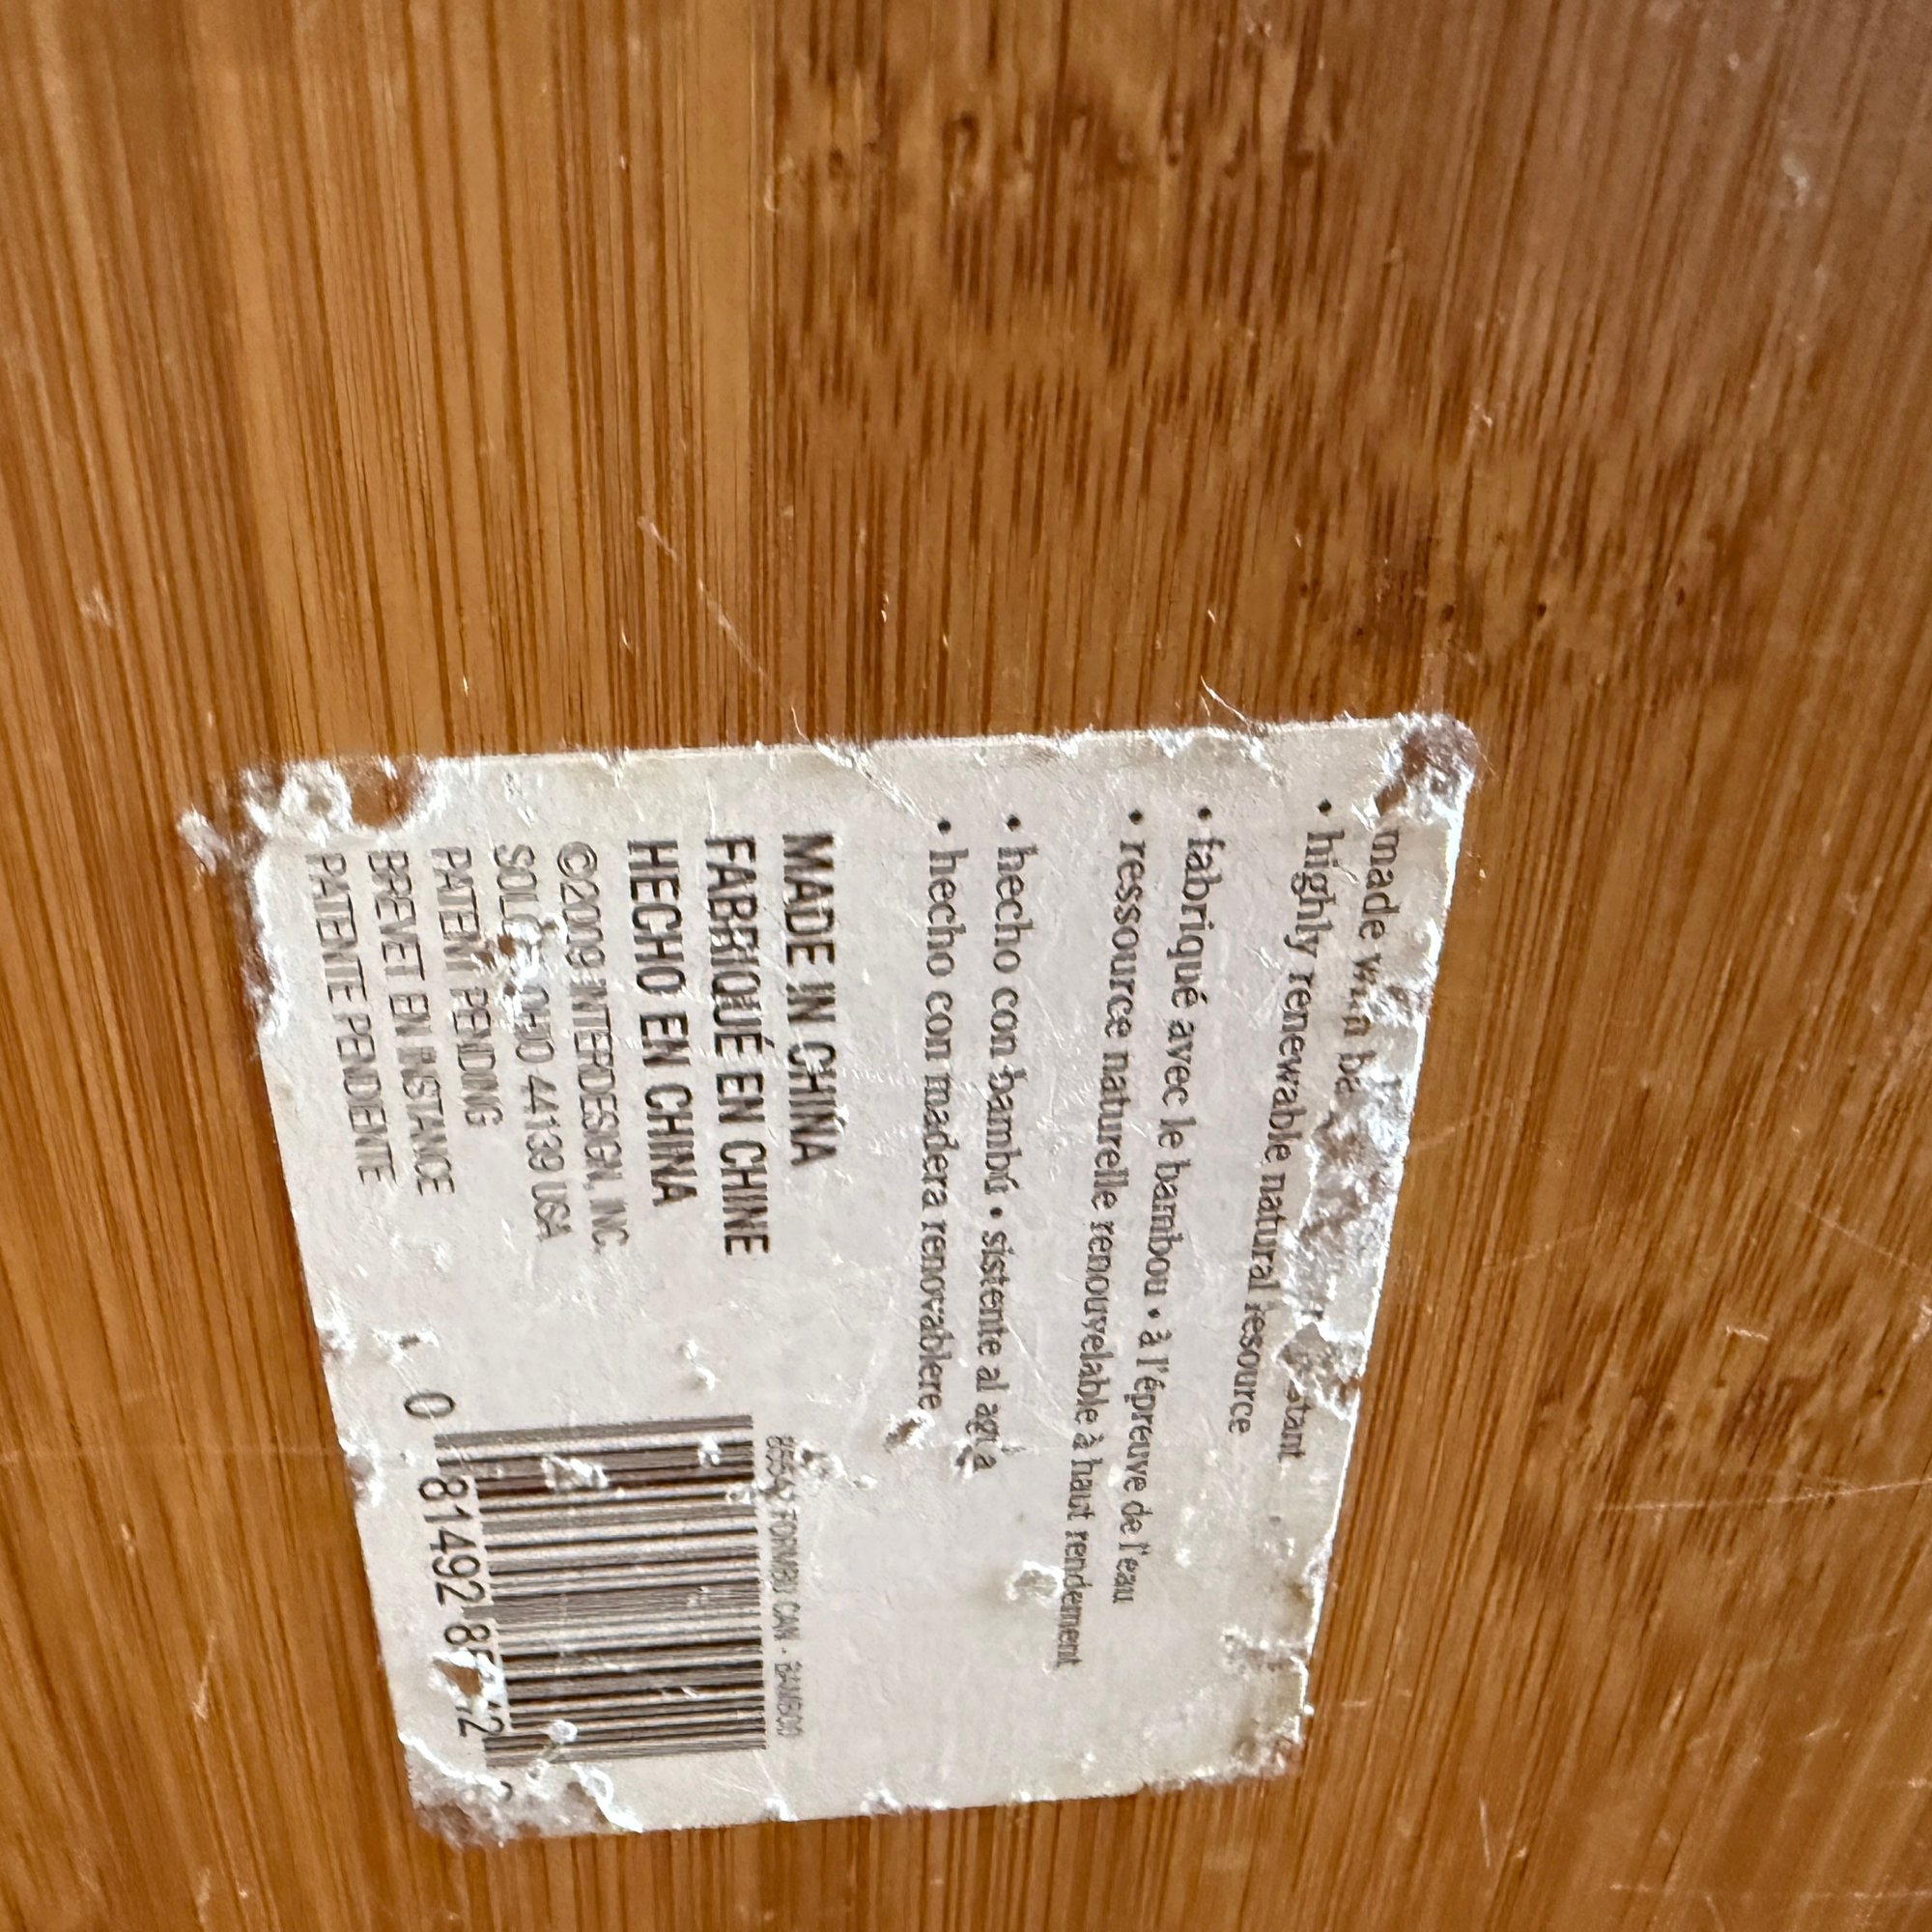 made with
stant
• highly renewable natural resource
• fabriqué avec le bambou • à l'épreuve de l'eau
• ressource naturelle renouvelable à haut rendement
• hecho con bambú • sistente al
• hecho con madera renovablere
MADE IN CHINA
FABRIQUÉ EN CHINE
HECHO EN CHINA
©2009 INTERDESIGN, INC.
OHIO 44139 USA
PATENT PENDING
BREVET EN INSTANCE
PATENTE PENDIENTE
FORMBU CAN - BAMBOO
0 81492